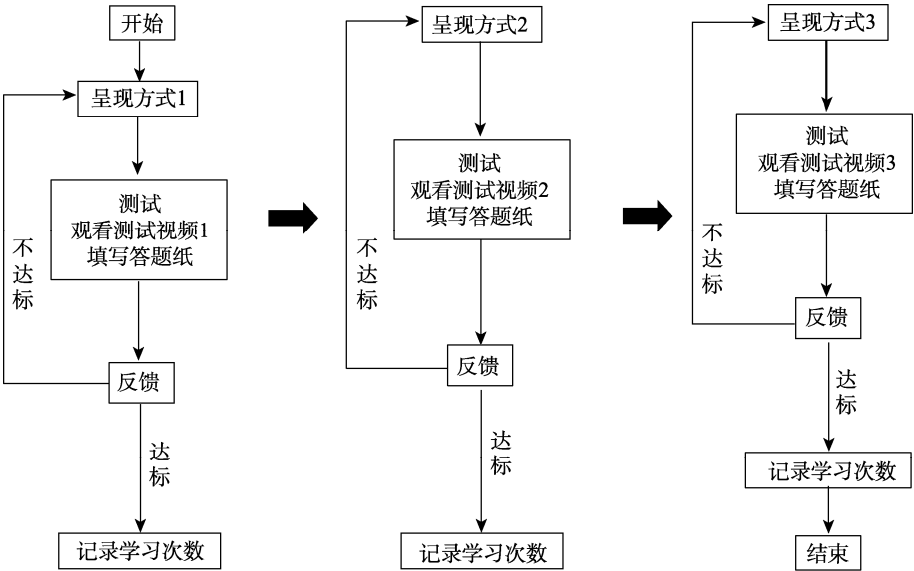 开始
呈现方式1
测试
观看测试视频1
填写答题纸
不达标
反馈
达标
记录学习次数
呈现方式2
测试
观看测试视频2
填写答题纸
不达标
反馈
达标
记录学习次数
呈现方式3
测试
观看测试视频3
填写答题纸
不达标
反馈
达标
记录学习次数
结束